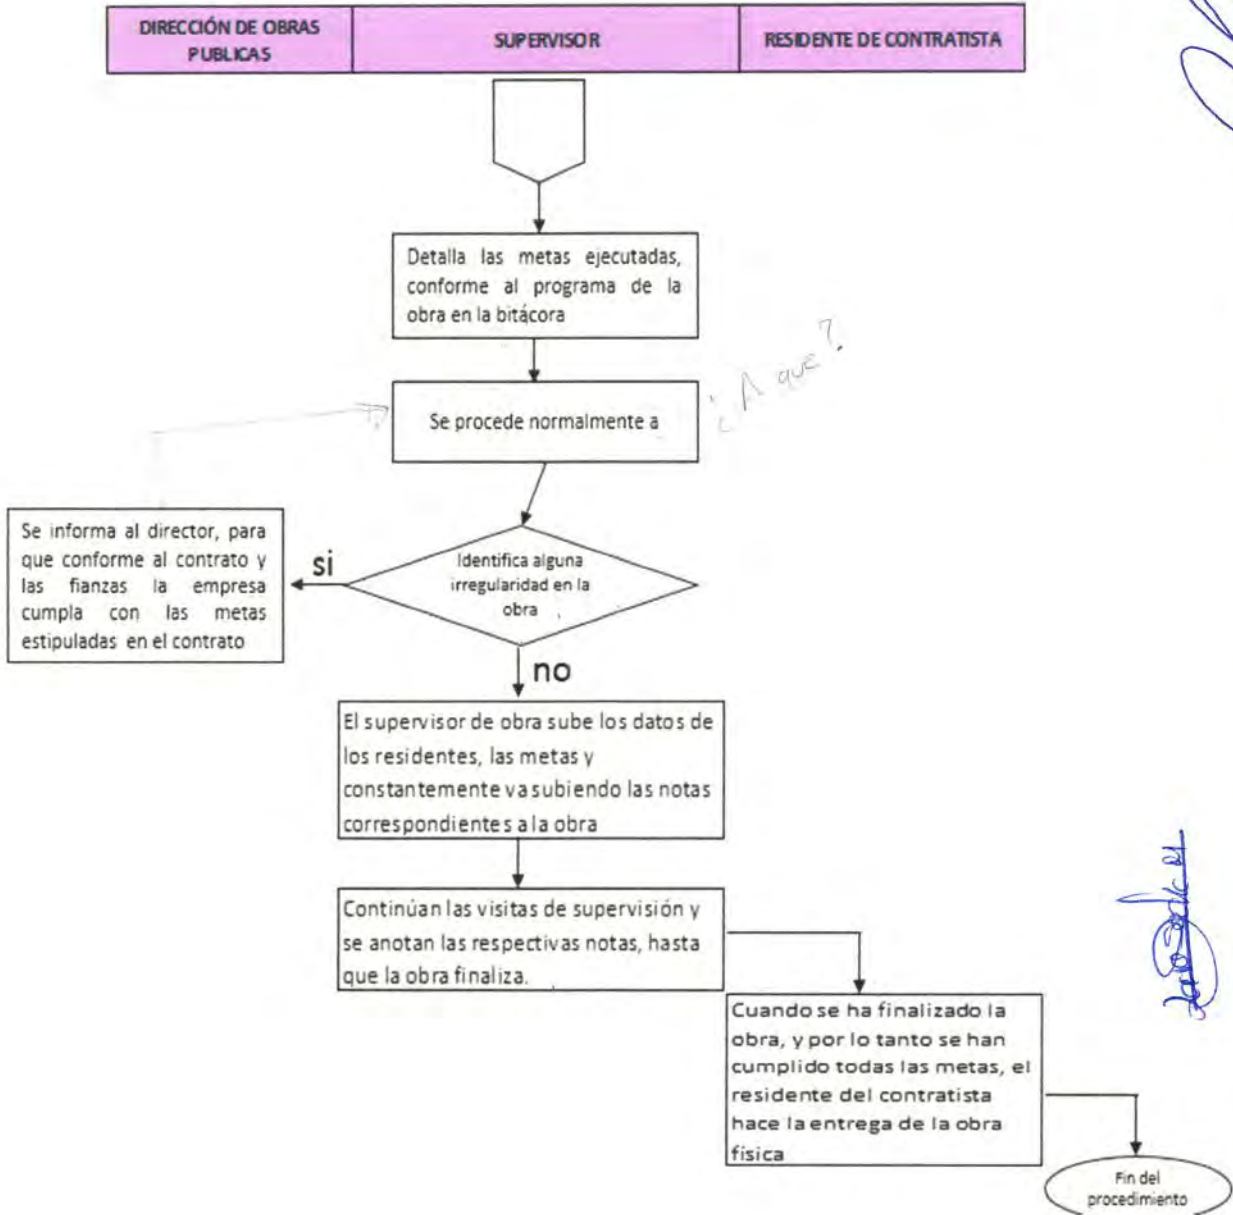 DIRECCIÓN DE OBRAS
PUBLICAS
SUPERVISOR
RESIDENTE DE CONTRATISTA
Detalla las metas ejecutadas,
conforme al programa de la
obra en la bitácora
Se procede normalmente a
¿A que?
Identifica alguna
irregularidad en la
obra
si
Se informa al director, para
que conforme al contrato y
las fianzas la empresa
cumpla con las metas
estipuladas en el contrato
no
El supervisor de obra sube los datos de
los residentes, las metas y
constantemente va subiendo las notas
correspondientes a la obra
Continúan las visitas de supervisión y
se anotan las respectivas notas, hasta
que la obra finaliza.
Cuando se ha finalizado la
obra, y por lo tanto se han
cumplido todas las metas, el
residente del contratista
hace la entrega de la obra
física
Fin del
procedimiento